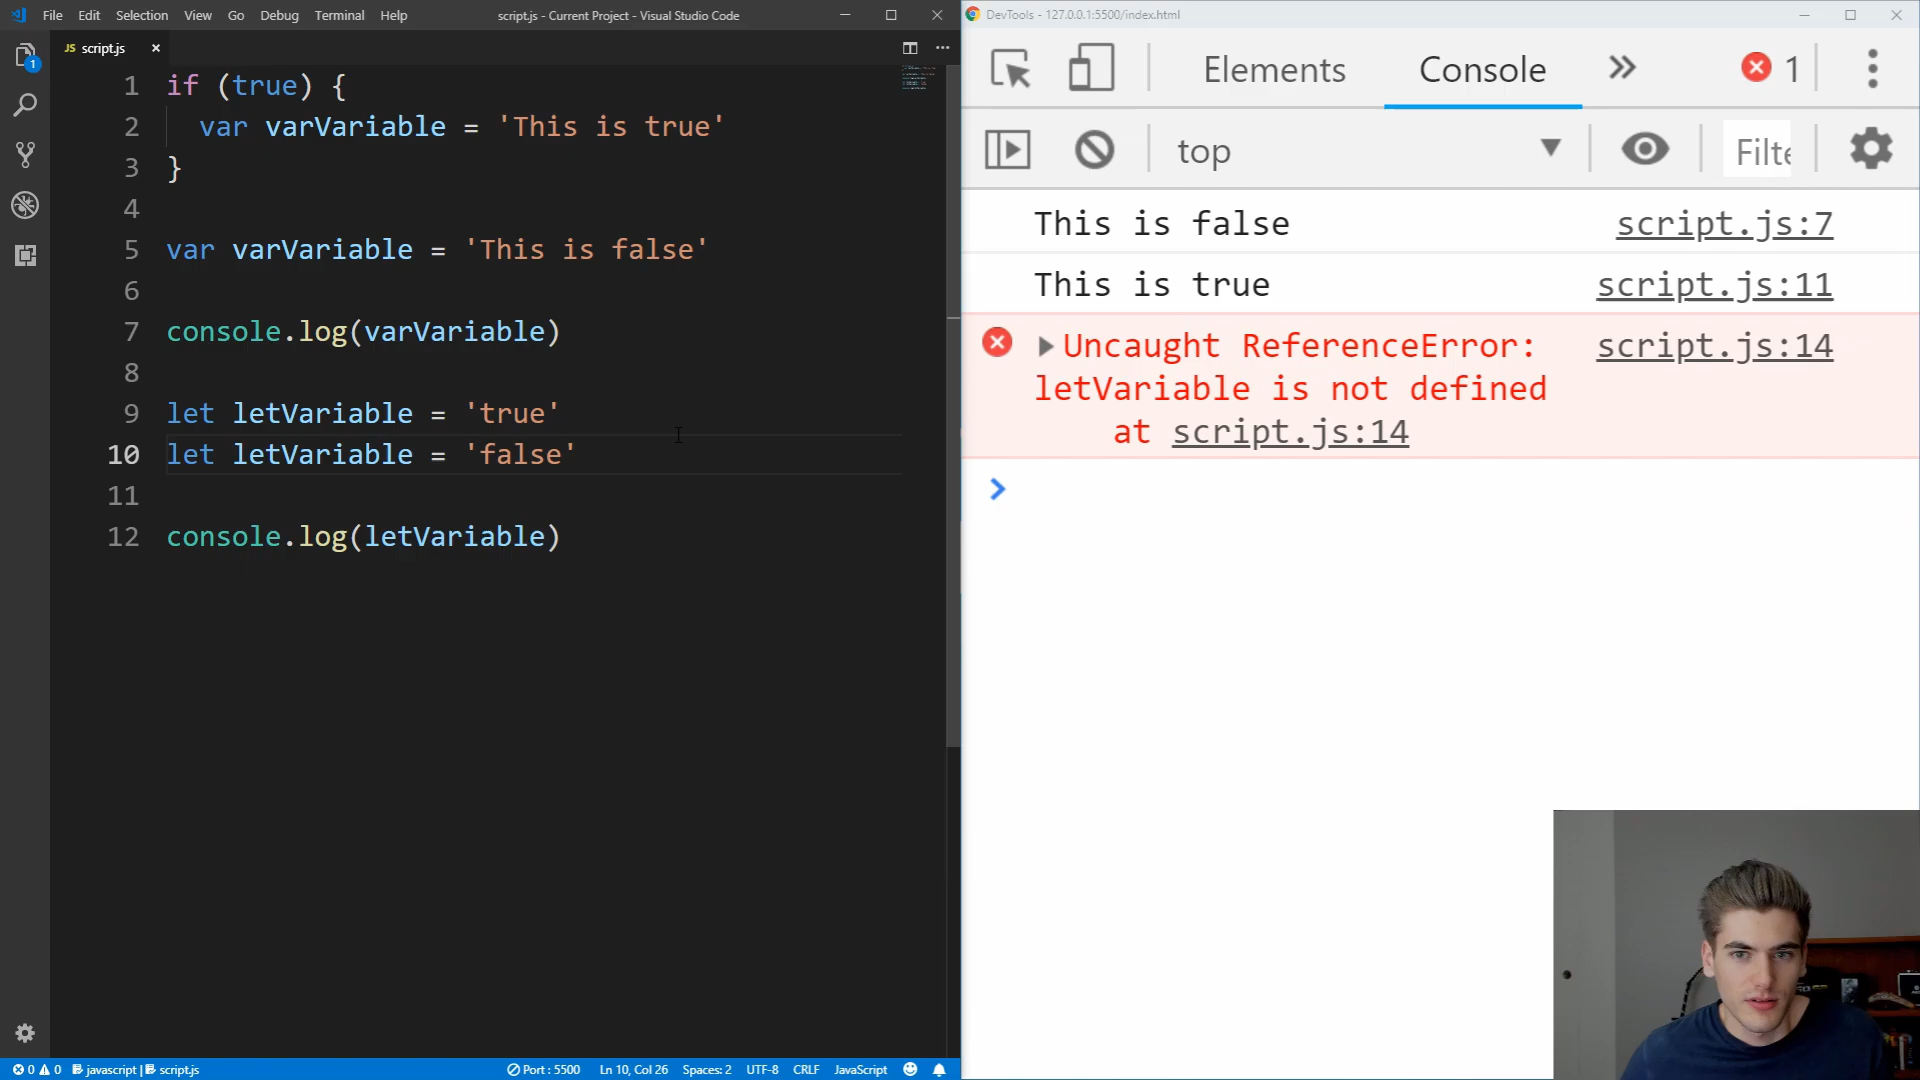 File Edit Selection View Go Debug Terminal Help
script.js - Current Project - Visual Studio Code
JS script.js
1 if (true) {
2 var varVariable = 'This is true'
3 }
4
5 var varVariable = 'This is false'
6
7 console.log(varVariable)
8
9 let letVariable = 'true'
10 let letVariable = 'false'
11
12 console.log(letVariable)
1
0 0 javascript | script.js
Port : 5500 Ln 10, Col 26 Spaces: 2 UTF-8 CRLF JavaScript
DevTools - 127.0.0.1:5500/index.html
Elements Console 1
top Filte
This is false script.js:7
This is true script.js:11
Uncaught ReferenceError: script.js:14
letVariable is not defined
at script.js:14